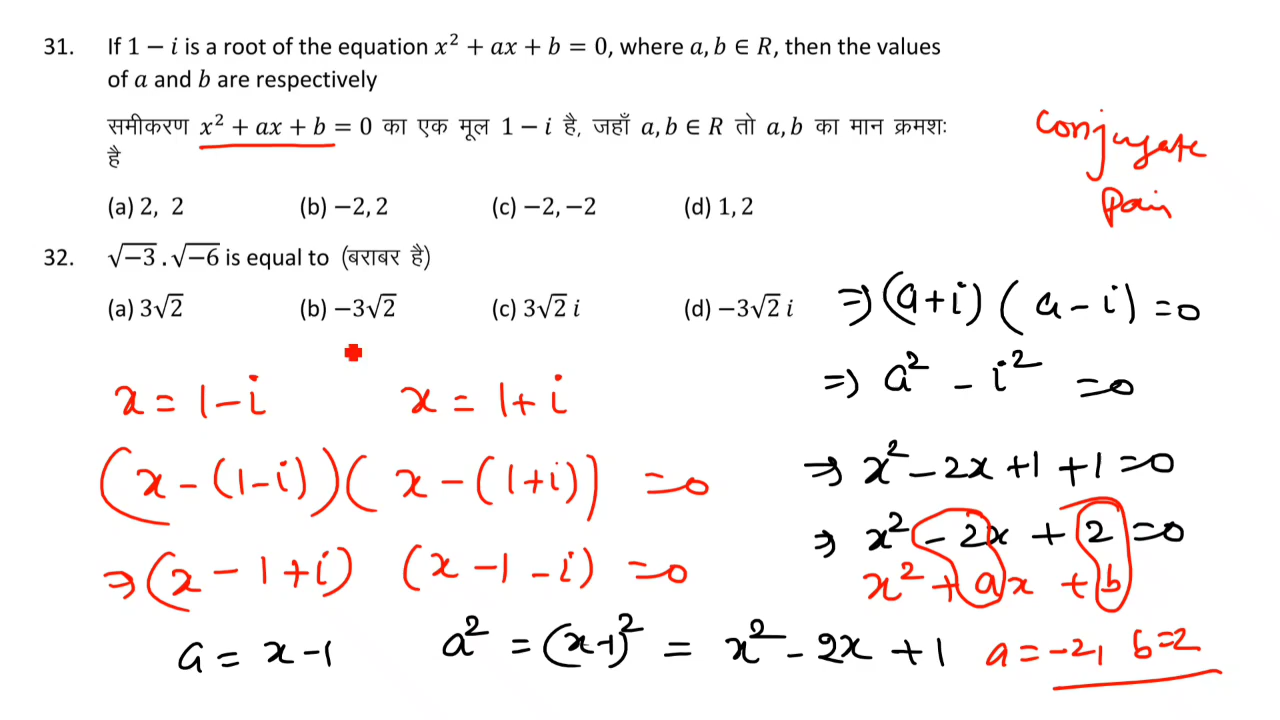 31. If 1 − i is a root of the equation x² + ax + b = 0, where a, b ∈ R, then the values
of a and b are respectively
समीकरण x² + ax + b = 0 का एक मूल 1 − i है, जहाँ a, b ∈ R तो a, b का मान क्रमशः
है
(a) 2, 2 (b) −2, 2 (c) −2, −2 (d) 1, 2
32. √−3 . √−6 is equal to (बराबर है)
(a) 3√2 (b) −3√2 (c) 3√2 i (d) −3√2 i
conjugate
Pair
x = 1 − i x = 1 + i
(x − (1 − i)) (x − (1 + i)) = 0
⇒ (x − 1 + i) (x − 1 − i) = 0
a = x − 1 a² = (x − 1)² = x² − 2x + 1
⇒ (a + i) (a − i) = 0
⇒ a² − i² = 0
⇒ x² − 2x + 1 + 1 = 0
⇒ x² − 2x + 2 = 0
x² + ax + b
a = −2, b = 2